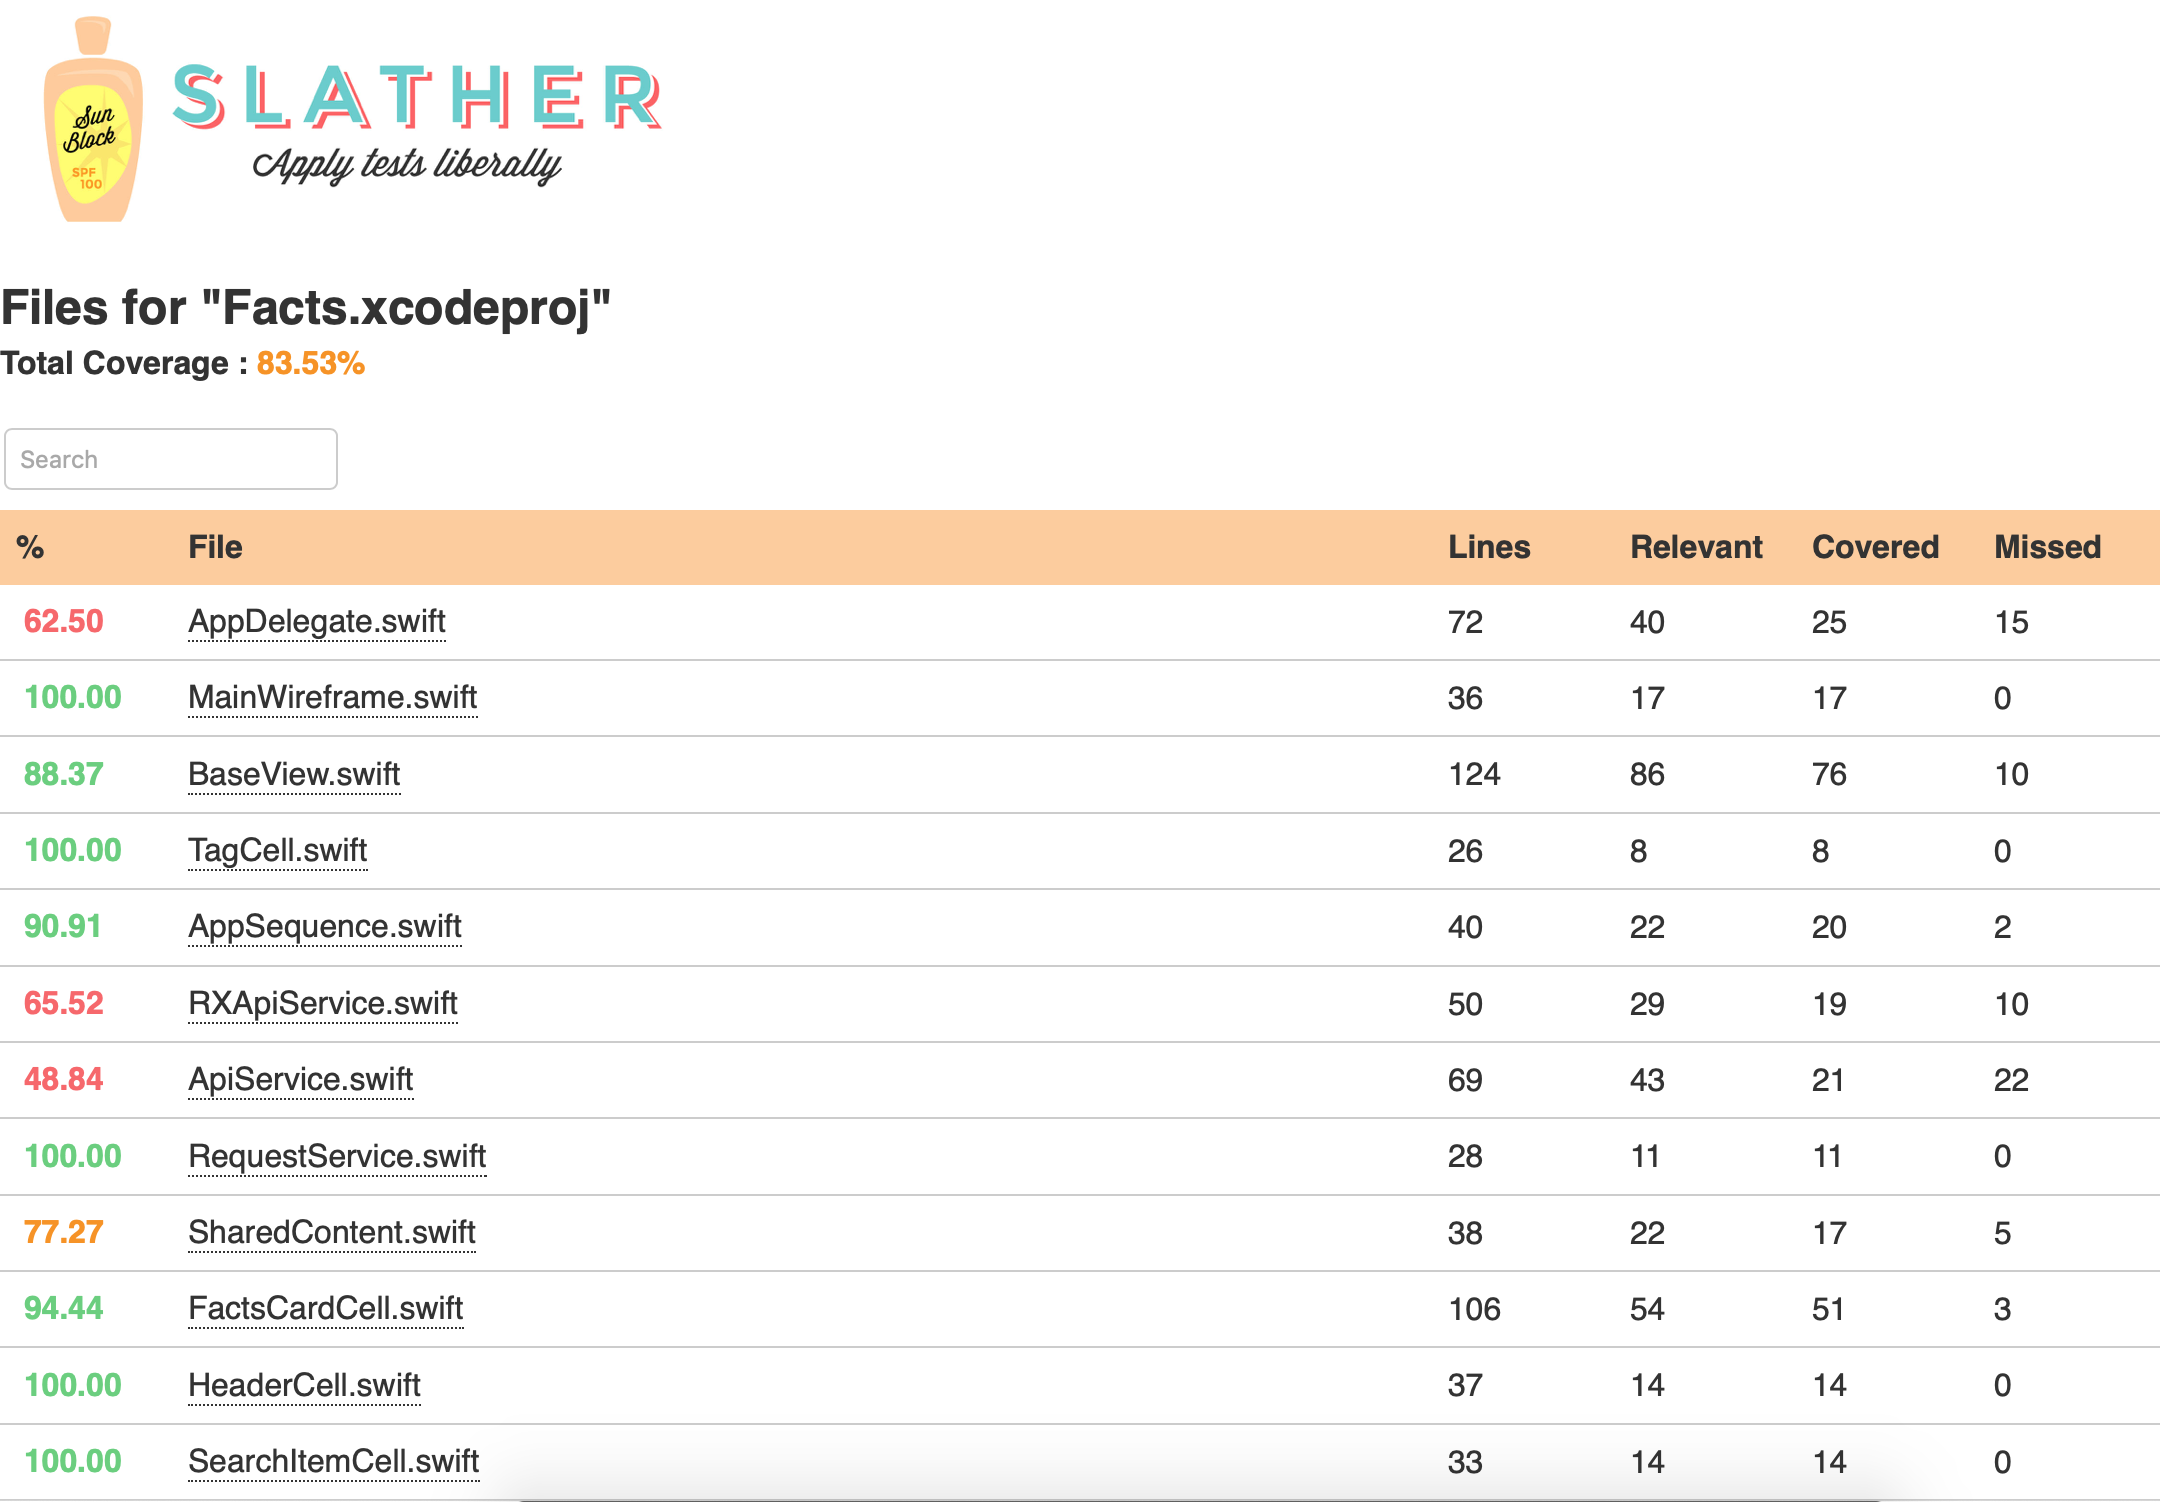 Sun
Block
SPF
100
SLATHER
Apply tests liberally
Files for "Facts.xcodeproj"
Total Coverage : 83.53%
Search
% File Lines Relevant Covered Missed
62.50 AppDelegate.swift 72 40 25 15
100.00 MainWireframe.swift 36 17 17 0
88.37 BaseView.swift 124 86 76 10
100.00 TagCell.swift 26 8 8 0
90.91 AppSequence.swift 40 22 20 2
65.52 RXApiService.swift 50 29 19 10
48.84 ApiService.swift 69 43 21 22
100.00 RequestService.swift 28 11 11 0
77.27 SharedContent.swift 38 22 17 5
94.44 FactsCardCell.swift 106 54 51 3
100.00 HeaderCell.swift 37 14 14 0
100.00 SearchItemCell.swift 33 14 14 0